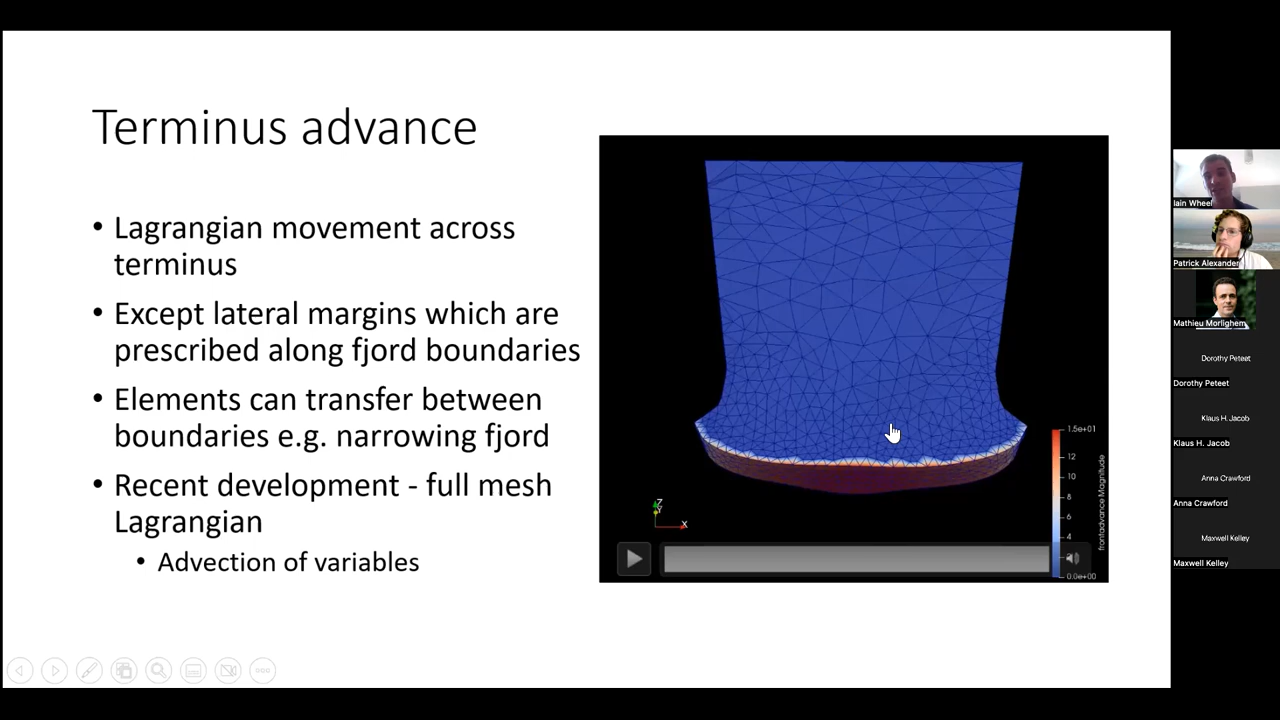 Terminus advance
• Lagrangian movement across
terminus
• Except lateral margins which are
prescribed along fjord boundaries
• Elements can transfer between
boundaries e.g. narrowing fjord
• Recent development - full mesh
Lagrangian
• Advection of variables
Z
Y
X
1.5e+01
12
10
8
6
4
0.0e+00
frontadvance Magnitude
Iain Wheel
Patrick Alexander
Mathieu Morlighem
Dorothy Peteet
Dorothy Peteet
Klaus H. Jacob
Klaus H. Jacob
Anna Crawford
Anna Crawford
Maxwell Kelley
Maxwell Kelley